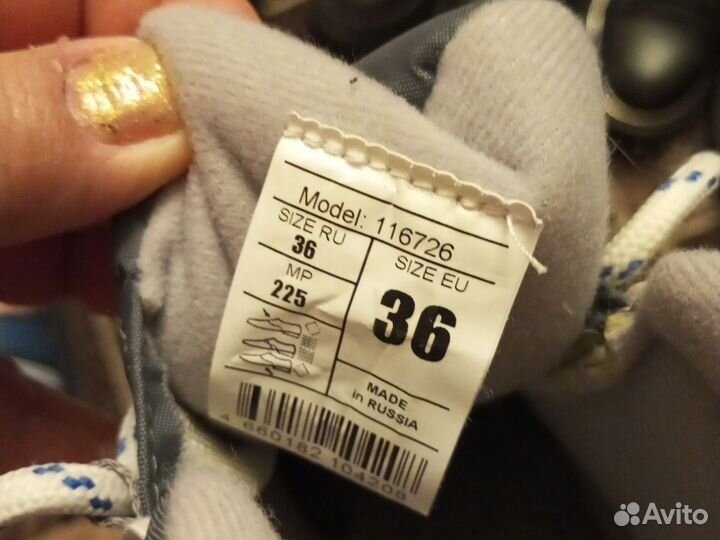 Model: 116726
SIZE RU
36
MP
225
SIZE EU
36
MADE
in RUSSIA
4 660182 104208
Avito